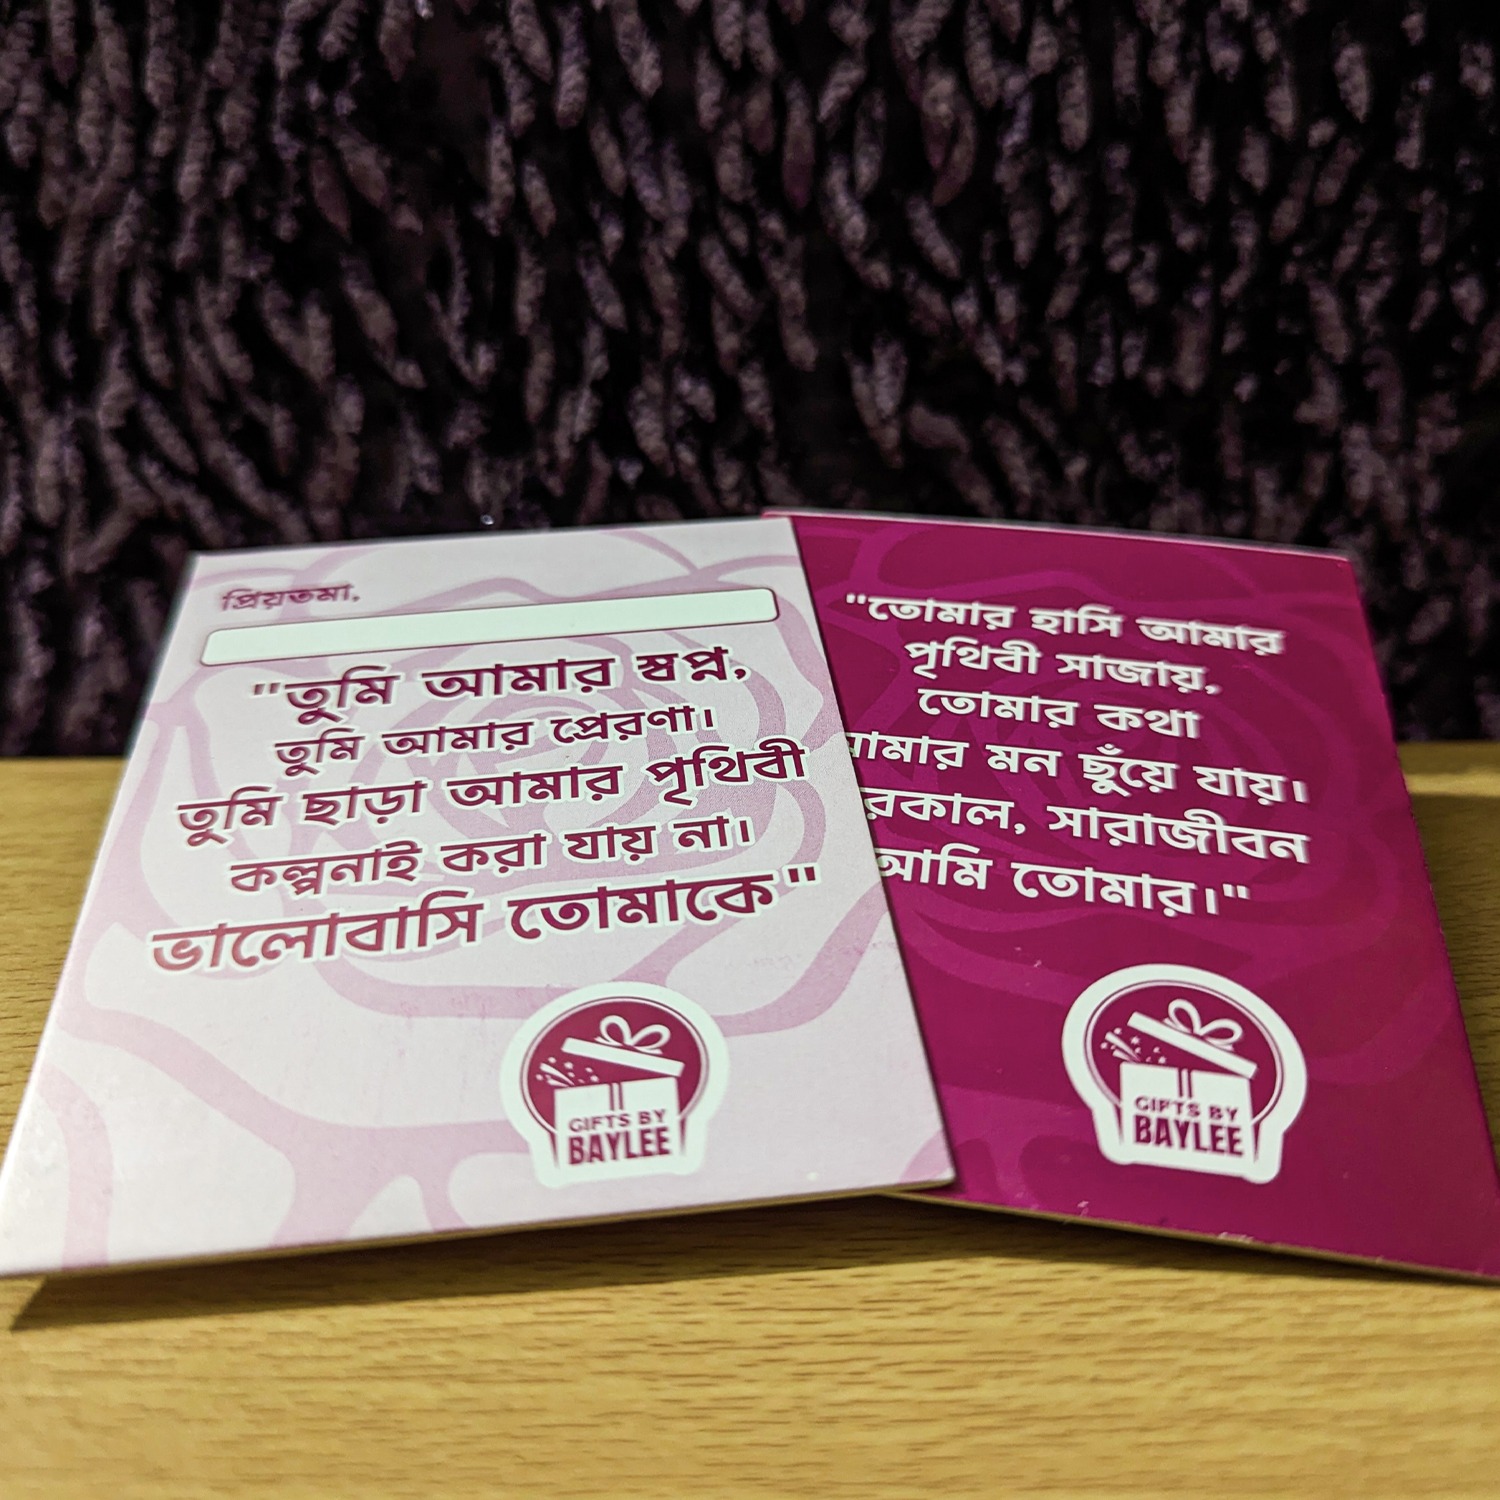 প্রিয়তমা,
"তুমি আমার স্বপ্ন,
তুমি আমার প্রেরণা।
তুমি ছাড়া আমার পৃথিবী
কল্পনাই করা যায় না।
ভালোবাসি তোমাকে"
GIFTS BY
BAYLEE
"তোমার হাসি আমার
পৃথিবী সাজায়,
তোমার কথা
মন ছুঁয়ে যায়।
সারাজীবন
আমি তোমার।"
GIFTS BY
BAYLEE